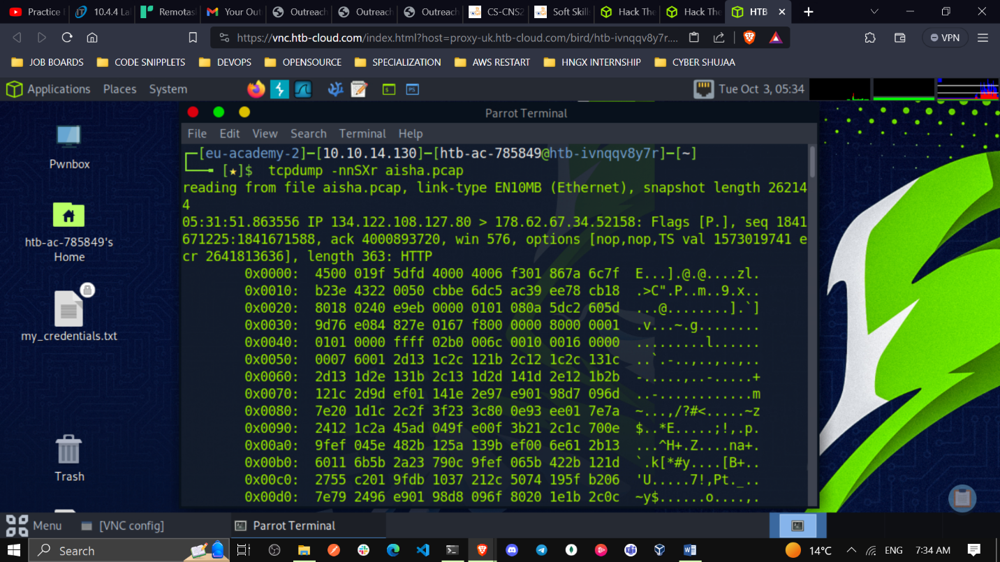 Practice
10.4.4 La
Remotas
Your Out
Outreach
Outreach
Outreach
CS-CNS2
Soft Skill
Hack The
Hack The
HTB
https://vnc.htb-cloud.com/index.html?host=proxy-uk.htb-cloud.com/bird/htb-ivnqqv8y7r....
VPN
JOB BOARDS
CODE SNIPPLETS
DEVOPS
OPENSOURCE
SPECIALIZATION
AWS RESTART
HNGX INTERNSHIP
CYBER SHUJAA
Applications Places System
Tue Oct 3, 05:34
Parrot Terminal
File Edit View Search Terminal Help
┌─[eu-academy-2]─[10.10.14.130]─[htb-ac-785849@htb-ivnqqv8y7r]─[~]
└──╼ [★]$ tcpdump -nnSXr aisha.pcap
reading from file aisha.pcap, link-type EN10MB (Ethernet), snapshot length 26214
4
05:31:51.863556 IP 134.122.108.127.80 > 178.62.67.34.52158: Flags [P.], seq 1841
671225:1841671588, ack 4000893720, win 576, options [nop,nop,TS val 1573019741 e
cr 2641813636], length 363: HTTP
0x0000: 4500 019f 5dfd 4000 4006 f301 867a 6c7f E...].@.@....zl.
0x0010: b23e 4322 0050 cbbe 6dc5 ac39 ee78 cb18 .>C".P..m..9.x..
0x0020: 8018 0240 e9eb 0000 0101 080a 5dc2 605d ...@........].`]
0x0030: 9d76 e084 827e 0167 f800 0000 8000 0001 .v...~.g........
0x0040: 0101 0000 ffff 02b0 006c 0010 0016 0000 .........l......
0x0050: 0007 6001 2d13 1c2c 121b 2c12 1c2c 131c ..`.-..,..,..,..
0x0060: 2d13 1d2e 131b 2c13 1d2d 141d 2e12 1b2b -.....,..-.....+
0x0070: 121c 2d9d ef01 141e 2e97 e901 98d7 096d ..-............m
0x0080: 7e20 1d1c 2c2f 3f23 3c80 0e93 ee01 7e7a ~...,/?#<.....~z
0x0090: 2412 1c2a 45ad 049f e00f 3b21 2c1c 700e $..*E.....;!,.p.
0x00a0: 9fef 045e 482b 125a 139b ef00 6e61 2b13 ...^H+.Z....na+.
0x00b0: 6011 6b5b 2a23 790c 9fef 065b 422b 121d `.k[*#y....[B+..
0x00c0: 2755 c201 9fdb 1037 212c 5074 195f b206 'U.....7!,Pt._..
0x00d0: 7e79 2496 e901 98d8 096f 8020 1e1b 2c0c ~y$......o....,.
Pwnbox
htb-ac-785849's
Home
my_credentials.txt
Trash
Menu
[VNC config]
Parrot Terminal
Search
14°C
ENG
7:34 AM